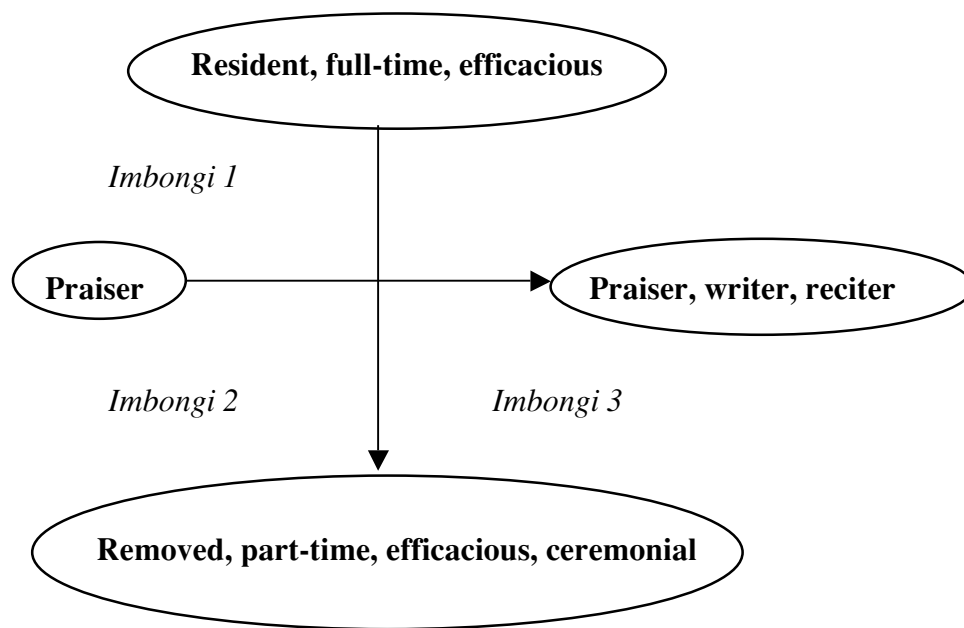 Resident, full-time, efficacious
Imbongi 1
Praiser
Praiser, writer, reciter
Imbongi 2
Imbongi 3
Removed, part-time, efficacious, ceremonial